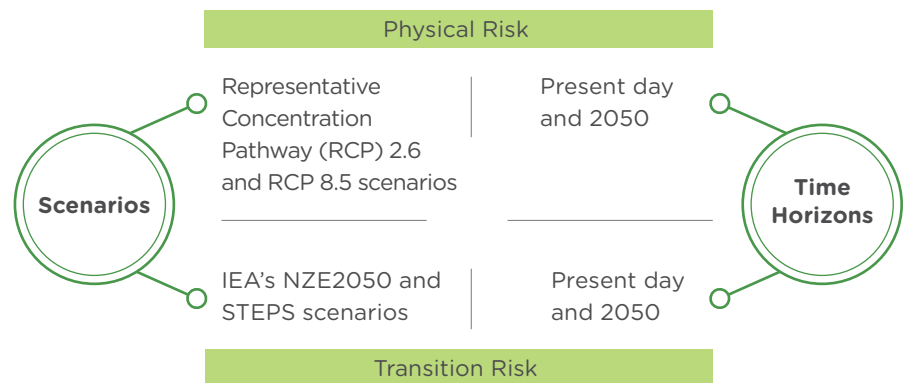 Physical Risk
Representative
Concentration
Pathway (RCP) 2.6
and RCP 8.5 scenarios
Present day
and 2050
Scenarios
Time
Horizons
IEA’s NZE2050 and
STEPS scenarios
Present day
and 2050
Transition Risk